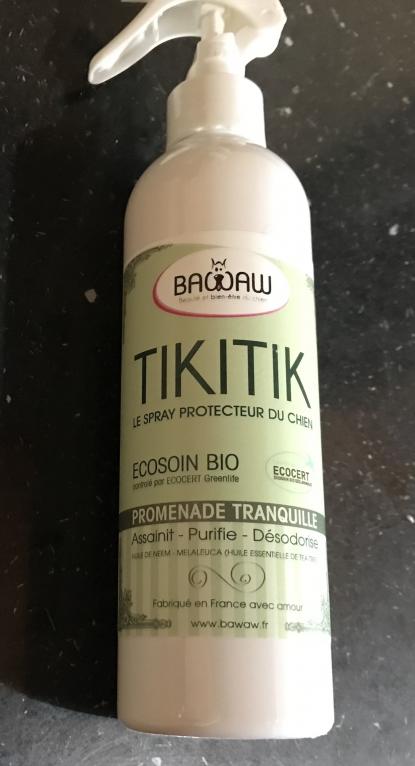 BAWAW
Beauté et bien-être du chien
TIKITIK
LE SPRAY PROTECTEUR DU CHIEN
ECOSOIN BIO
contrôlé par ECOCERT Greenlife
ECOCERT
PROMENADE TRANQUILLE
Assainit - Purifie - Désodorise
HUILE DE NEEM - MELALEUCA (HUILE ESSENTIELLE DE TEA TREE)
Fabriqué en France avec amour
www.bawaw.fr